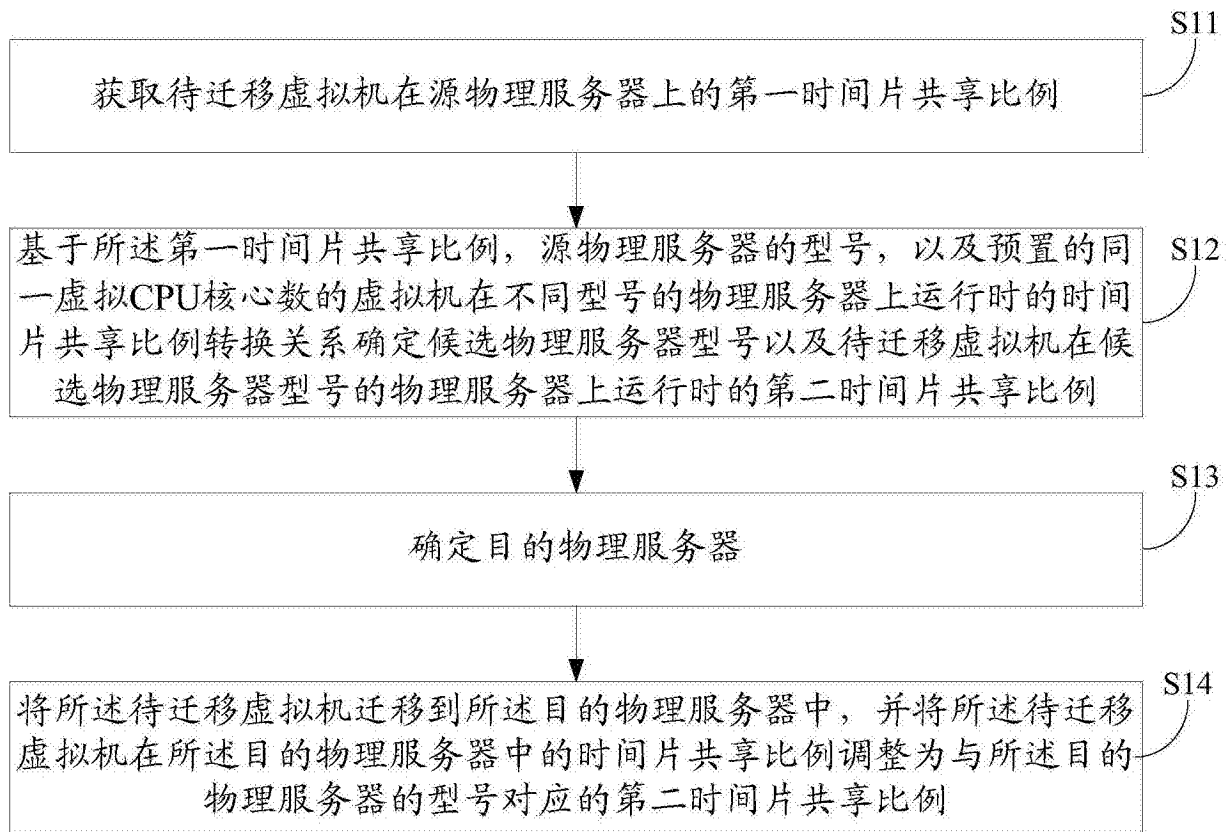 S11
获取待迁移虚拟机在源物理服务器上的第一时间片共享比例
S12
基于所述第一时间片共享比例，源物理服务器的型号，以及预置的同
一虚拟CPU核心数的虚拟机在不同型号的物理服务器上运行时的时间
片共享比例转换关系确定候选物理服务器型号以及待迁移虚拟机在候
选物理服务器型号的物理服务器上运行时的第二时间片共享比例
S13
确定目的物理服务器
S14
将所述待迁移虚拟机迁移到所述目的物理服务器中，并将所述待迁移
虚拟机在所述目的物理服务器中的时间片共享比例调整为与所述目的
物理服务器的型号对应的第二时间片共享比例